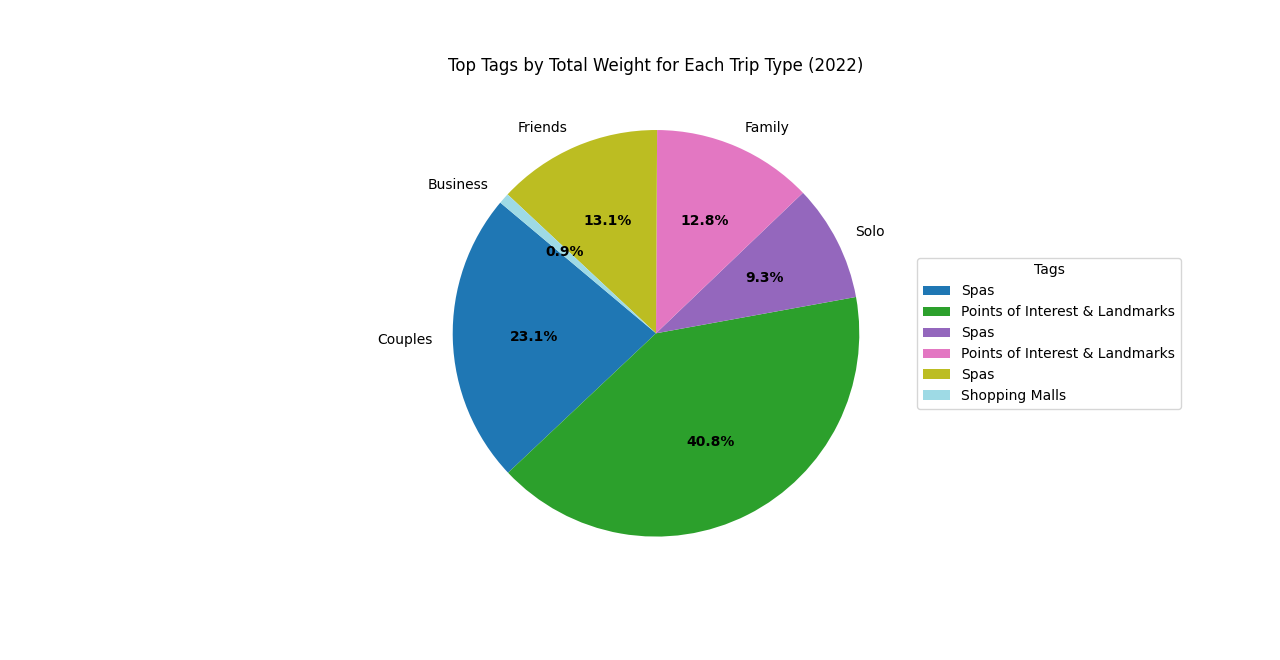 Top Tags by Total Weight for Each Trip Type (2022)
Friends
Family
Business
Solo
Couples
13.1%
12.8%
0.9%
9.3%
23.1%
40.8%
Tags
Spas
Points of Interest & Landmarks
Spas
Points of Interest & Landmarks
Spas
Shopping Malls